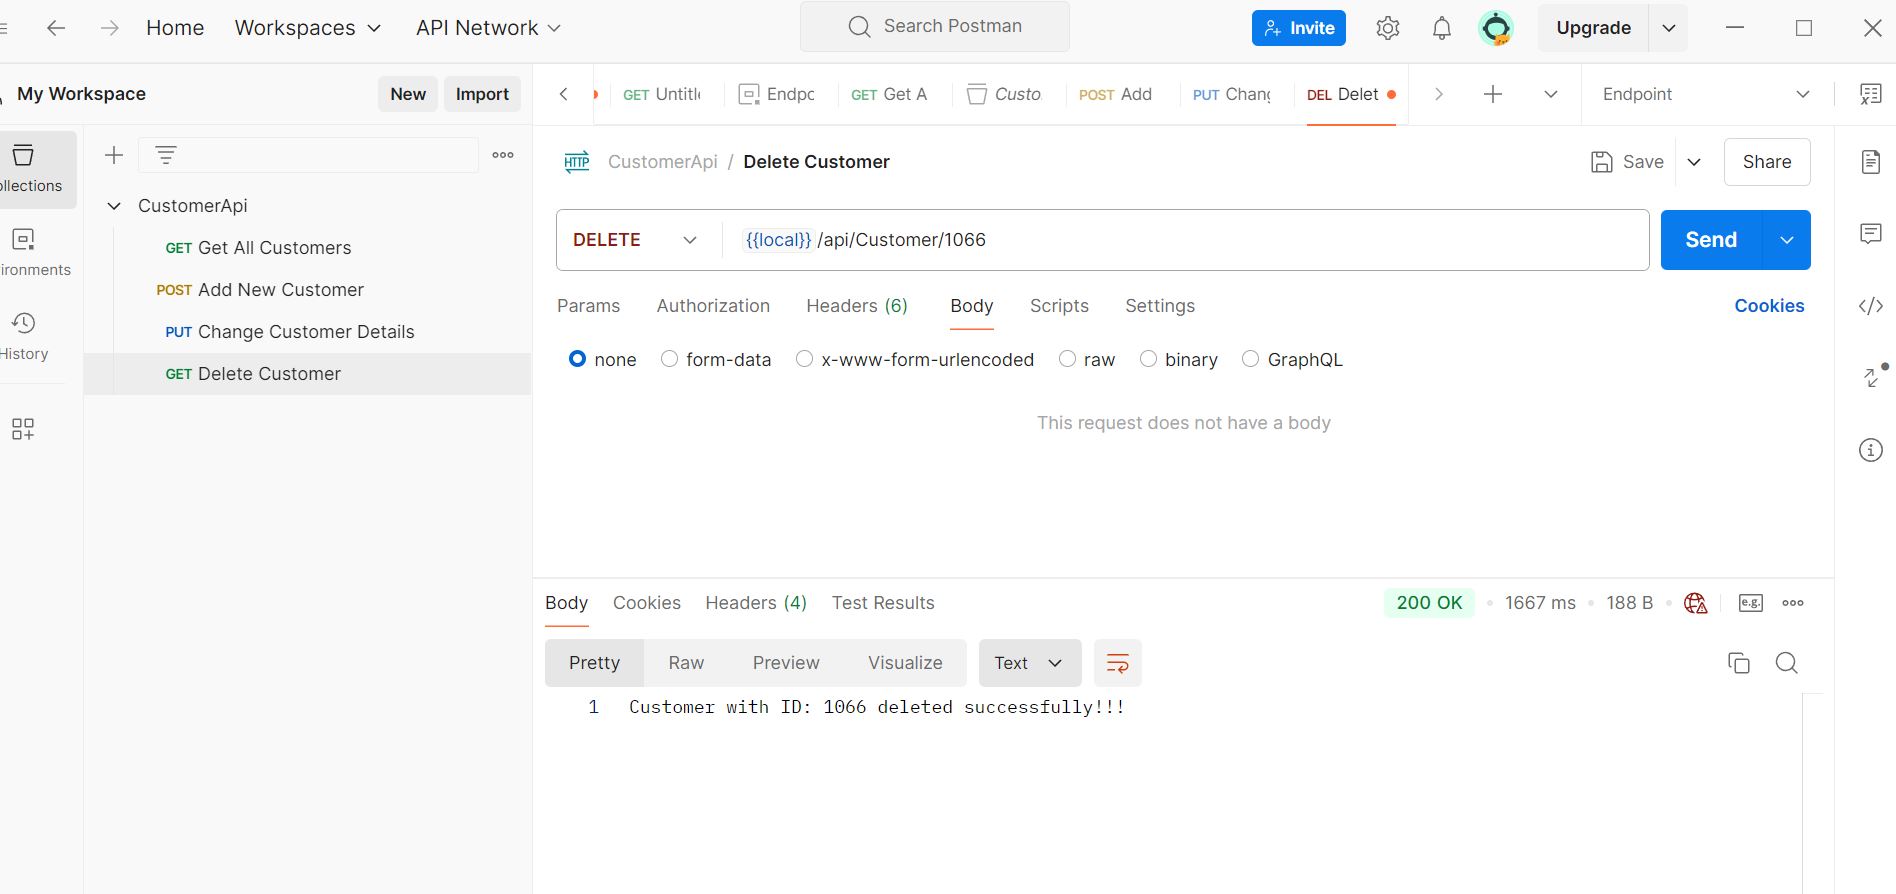 Home Workspaces API Network Search Postman Invite Upgrade
My Workspace New Import
GET Untitl Endpc GET Get A Custo POST Add PUT Chang DEL Delet Endpoint
ollections
ironments
History
CustomerApi
GET Get All Customers
POST Add New Customer
PUT Change Customer Details
GET Delete Customer
HTTP CustomerApi / Delete Customer Save Share
DELETE {{local}} /api/Customer/1066 Send
Params Authorization Headers (6) Body Scripts Settings Cookies
none form-data x-www-form-urlencoded raw binary GraphQL
This request does not have a body
Body Cookies Headers (4) Test Results 200 OK 1667 ms 188 B e.g.
Pretty Raw Preview Visualize Text
1 Customer with ID: 1066 deleted successfully!!!